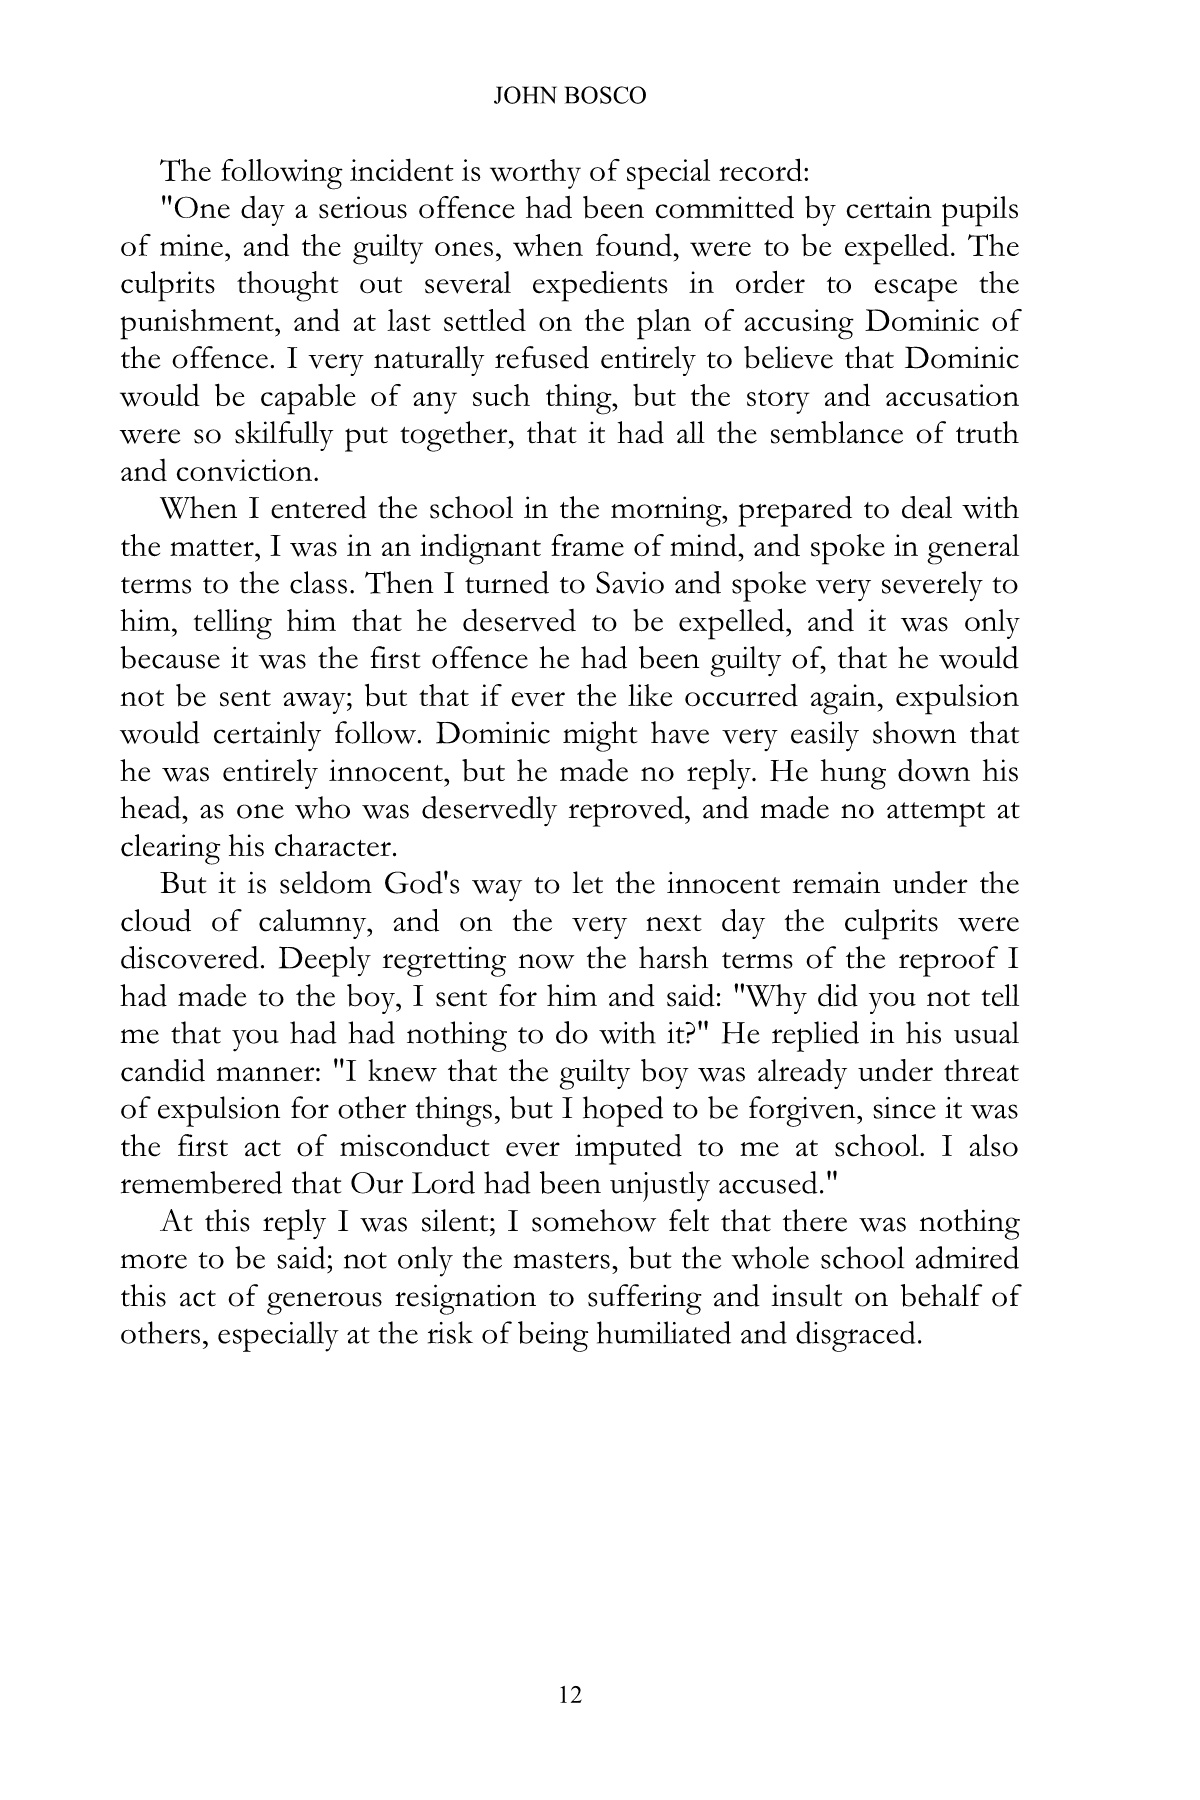 JOHN BOSCO
The following incident is worthy of special record:
"One day a serious offence had been committed by certain pupils
of mine, and the guilty ones, when found, were to be expelled. The
culprits thought out several expedients in order to escape the
punishment, and at last settled on the plan of accusing Dominic of
the offence. I very naturally refused entirely to believe that Dominic
would be capable of any such thing, but the story and accusation
were so skilfully put together, that it had all the semblance of truth
and conviction.
When I entered the school in the morning, prepared to deal with
the matter, I was in an indignant frame of mind, and spoke in general
terms to the class. Then I turned to Savio and spoke very severely to
him, telling him that he deserved to be expelled, and it was only
because it was the first offence he had been guilty of, that he would
not be sent away; but that if ever the like occurred again, expulsion
would certainly follow. Dominic might have very easily shown that
he was entirely innocent, but he made no reply. He hung down his
head, as one who was deservedly reproved, and made no attempt at
clearing his character.
But it is seldom God's way to let the innocent remain under the
cloud of calumny, and on the very next day the culprits were
discovered. Deeply regretting now the harsh terms of the reproof I
had made to the boy, I sent for him and said: "Why did you not tell
me that you had had nothing to do with it?" He replied in his usual
candid manner: "I knew that the guilty boy was already under threat
of expulsion for other things, but I hoped to be forgiven, since it was
the first act of misconduct ever imputed to me at school. I also
remembered that Our Lord had been unjustly accused."
At this reply I was silent; I somehow felt that there was nothing
more to be said; not only the masters, but the whole school admired
this act of generous resignation to suffering and insult on behalf of
others, especially at the risk of being humiliated and disgraced.
12